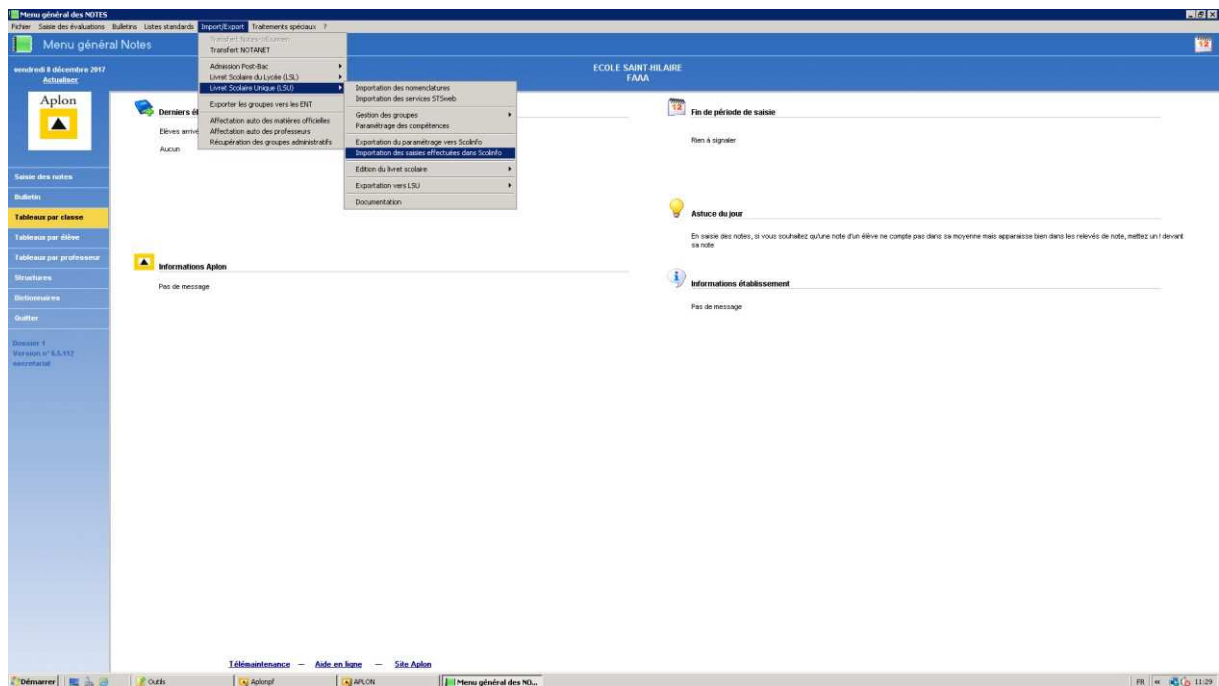 Menu général des NOTES
Fichier Saisie des évaluations Bulletins Listes standards Import/Export Traitements spéciaux ?
Menu général Notes
12
vendredi 8 décembre 2017
Actualiser
ECOLE SAINT-HILAIRE
FAAA
Aplon
Saisie des notes
Bulletin
Tableaux par classe
Tableaux par élève
Tableaux par professeur
Structures
Dictionnaires
Quitter
Dossier 1
Version n° 6.5.112
secretariat
Transfert NOTANET
Admission Post-Bac
Livret Scolaire du Lycée (LSL)
Livret Scolaire Unique (LSU)
Exporter les groupes vers les ENT
Affectation auto des matières officielles
Affectation auto des professeurs
Récupération des groupes administratifs
Importation des nomenclatures
Importation des services STSweb
Gestion des groupes
Paramétrage des compétences
Exportation du paramétrage vers Scolinfo
Importation des saisies effectuées dans Scolinfo
Edition du livret scolaire
Exportation vers LSU
Documentation
Derniers él
Elèves arrivé
Aucun
Informations Aplon
Pas de message
12
Fin de période de saisie
Rien à signaler
Astuce du jour
En saisie des notes, si vous souhaitez qu'une note d'un élève ne compte pas dans sa moyenne mais apparaisse bien dans les relevés de note, mettez un ! devant
sa note
Informations établissement
Pas de message
Télémaintenance — Aide en ligne — Site Aplon
Démarrer Outils Aplonpf APLON Menu général des NO... FR « 11:29